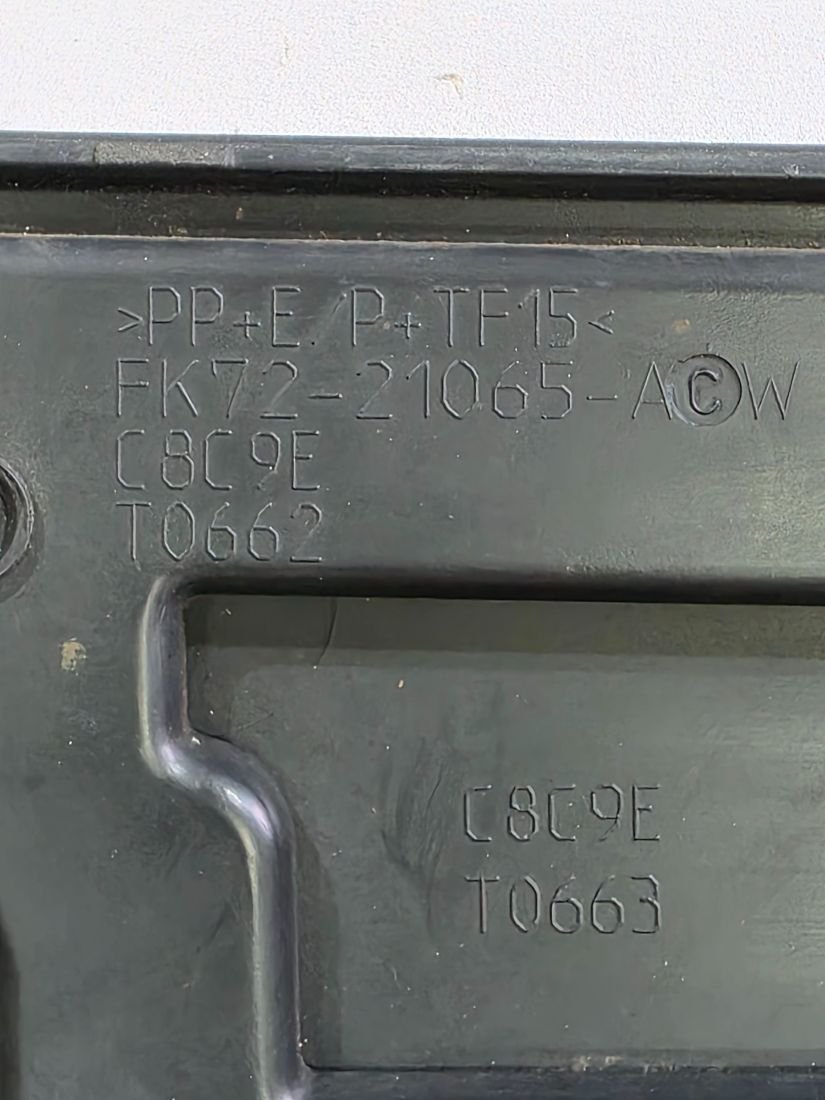 >PP+E/P+TF15<
FK72-21065-AⒸW
C8C9E
T0662
C8C9E
T0663